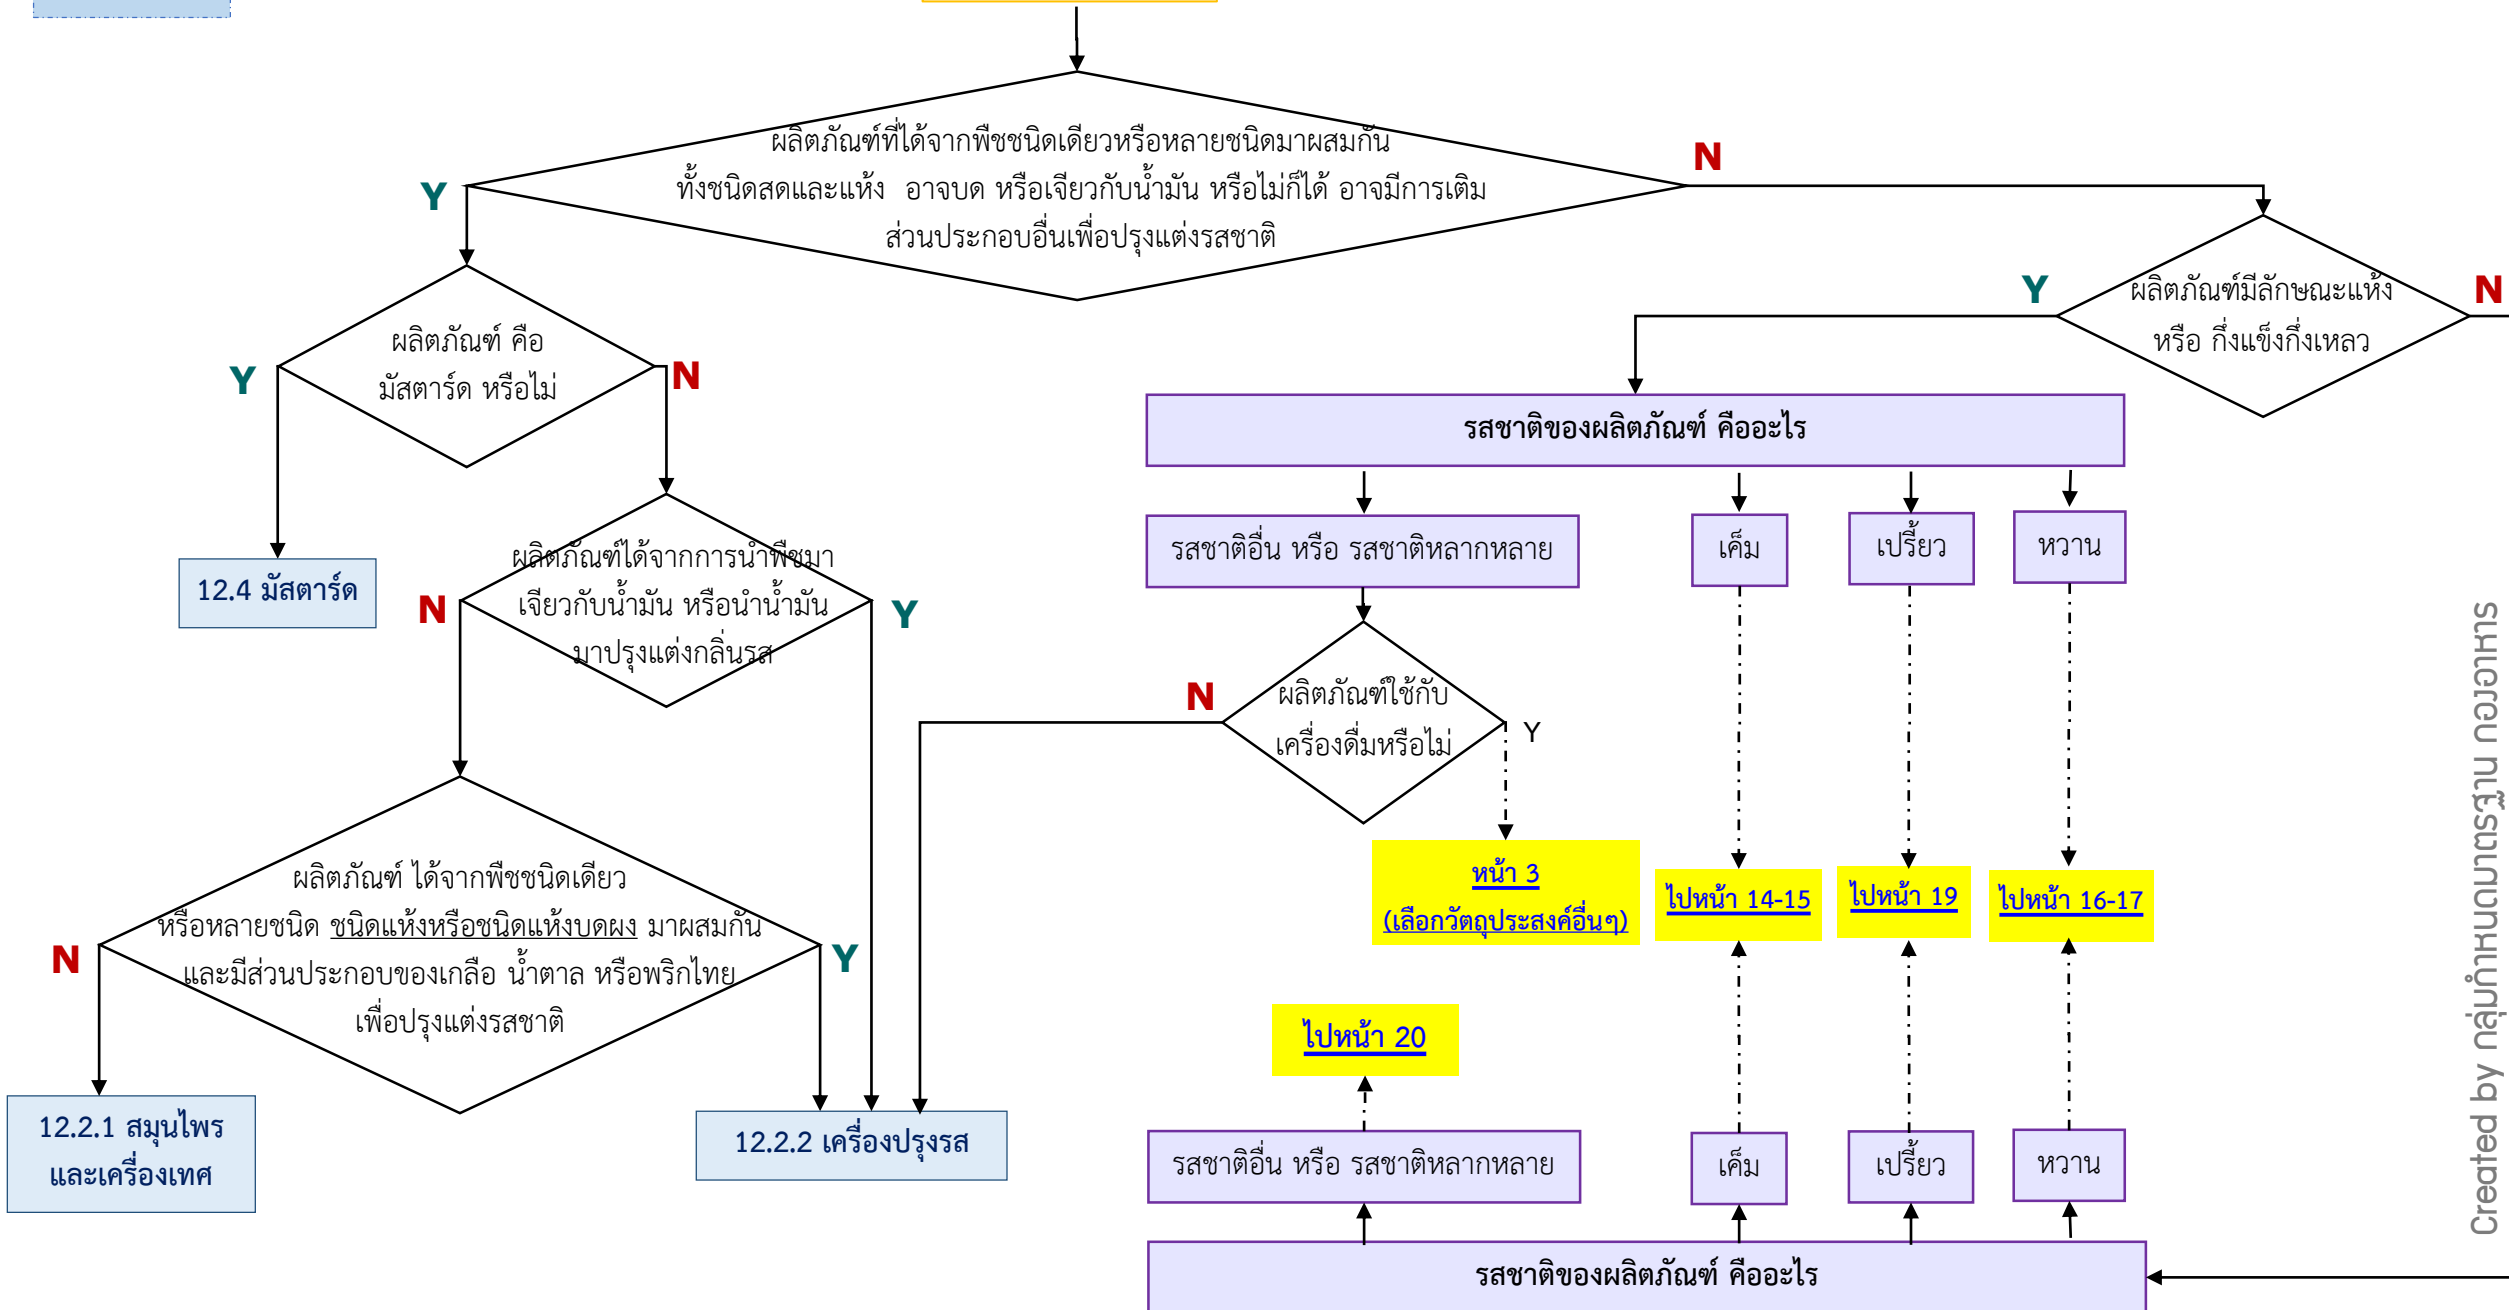 ผลิตภัณฑ์ที่ได้จากพืชชนิดเดียวหรือหลายชนิดมาผสมกัน
ทั้งชนิดสดและแห้ง อาจบด หรือเจียวกับน้ำมัน หรือไม่ก็ได้ อาจมีการเติม
ส่วนประกอบอื่นเพื่อปรุงแต่งรสชาติ
Y
N
ผลิตภัณฑ์มีลักษณะแห้ง
หรือ กึ่งแข็งกึ่งเหลว
Y
N
ผลิตภัณฑ์ คือ
มัสตาร์ด หรือไม่
Y
N
12.4 มัสตาร์ด
ผลิตภัณฑ์ได้จากการนำพืชมา
เจียวกับน้ำมัน หรือนำน้ำมัน
มาปรุงแต่งกลิ่นรส
N
Y
ผลิตภัณฑ์ ได้จากพืชชนิดเดียว
หรือหลายชนิด ชนิดแห้งหรือชนิดแห้งบดผง มาผสมกัน
และมีส่วนประกอบของเกลือ น้ำตาล หรือพริกไทย
เพื่อปรุงแต่งรสชาติ
N
Y
12.2.1 สมุนไพร
และเครื่องเทศ
12.2.2 เครื่องปรุงรส
รสชาติของผลิตภัณฑ์ คืออะไร
รสชาติอื่น หรือ รสชาติหลากหลาย
เค็ม
เปรี้ยว
หวาน
ผลิตภัณฑ์ใช้กับ
เครื่องดื่มหรือไม่
N
Y
หน้า 3
(เลือกวัตถุประสงค์อื่นๆ)
ไปหน้า 14-15
ไปหน้า 19
ไปหน้า 16-17
ไปหน้า 20
รสชาติอื่น หรือ รสชาติหลากหลาย
เค็ม
เปรี้ยว
หวาน
รสชาติของผลิตภัณฑ์ คืออะไร
Created by กลุ่มกำหนดมาตรฐาน กองอาหาร